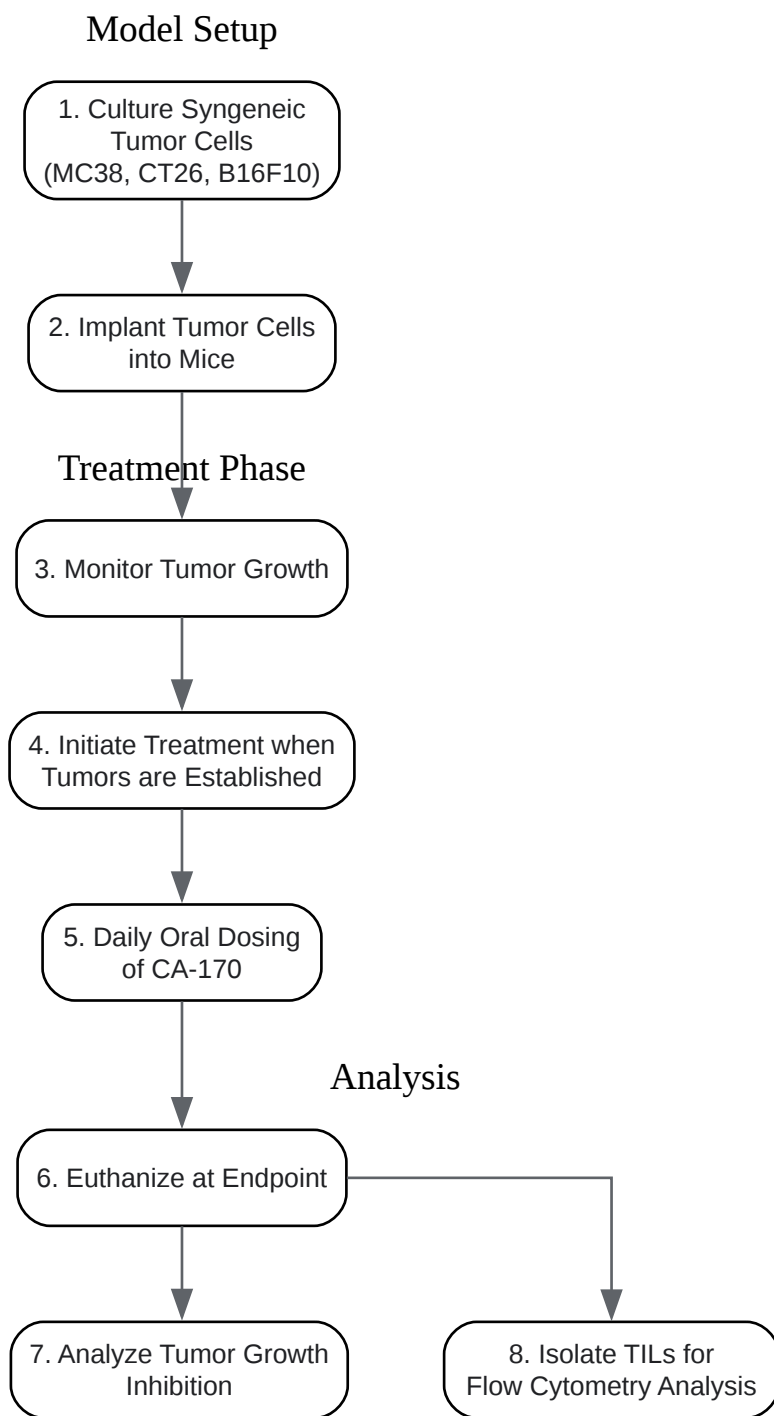 Model Setup
1. Culture Syngeneic
Tumor Cells
(MC38, CT26, B16F10)
2. Implant Tumor Cells
into Mice
Treatment Phase
3. Monitor Tumor Growth
4. Initiate Treatment when
Tumors are Established
5. Daily Oral Dosing
of CA-170
Analysis
6. Euthanize at Endpoint
7. Analyze Tumor Growth
Inhibition
8. Isolate TILs for
Flow Cytometry Analysis